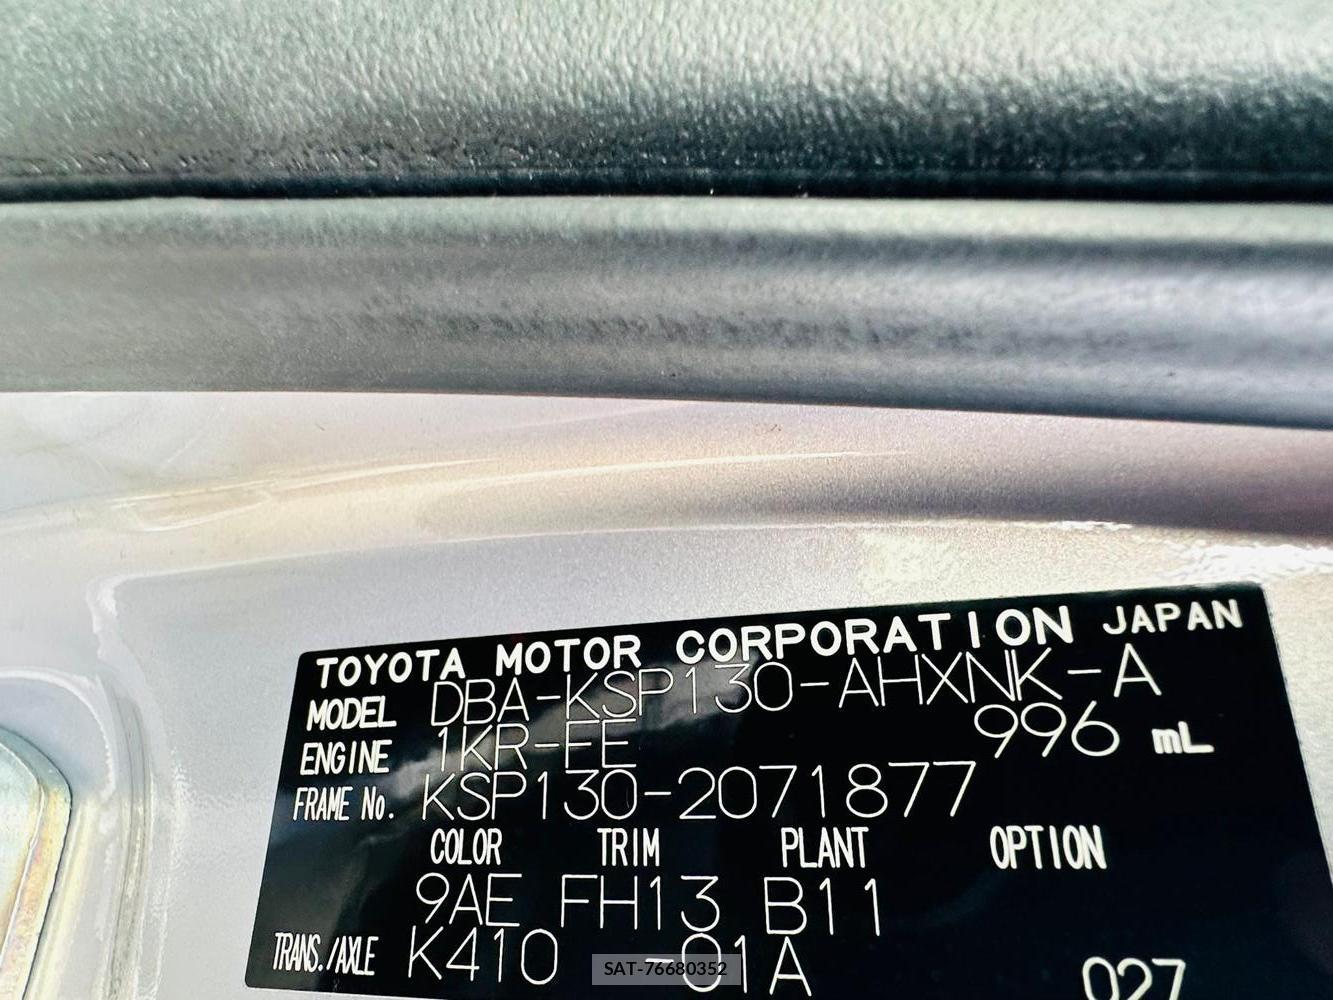 TOYOTA MOTOR CORPORATION JAPAN
MODEL DBA-KSP130-AHXNK-A
ENGINE 1KR-FE 996 mL
FRAME No. KSP130-2071877
COLOR TRIM PLANT OPTION
9AE FH13 B11
TRANS./AXLE K410 -01A
027
SAT-76680352